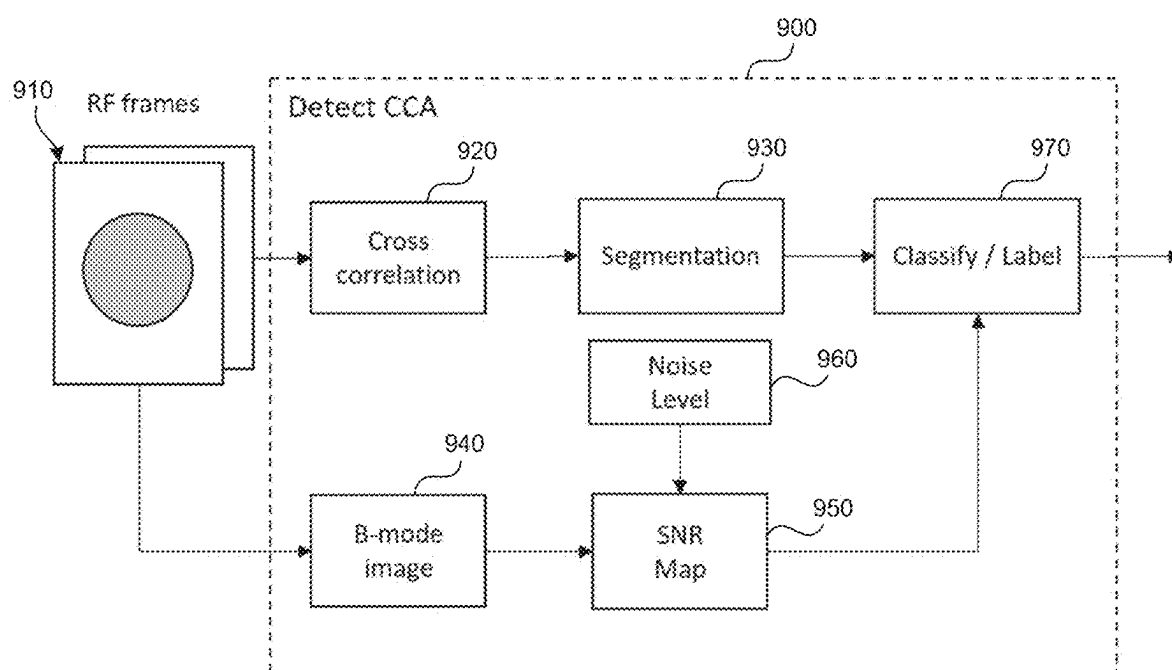 900
910
RF frames
Detect CCA
920
930
970
Cross
correlation
Segmentation
Classify / Label
Noise
Level
960
940
B-mode
image
SNR
Map
950